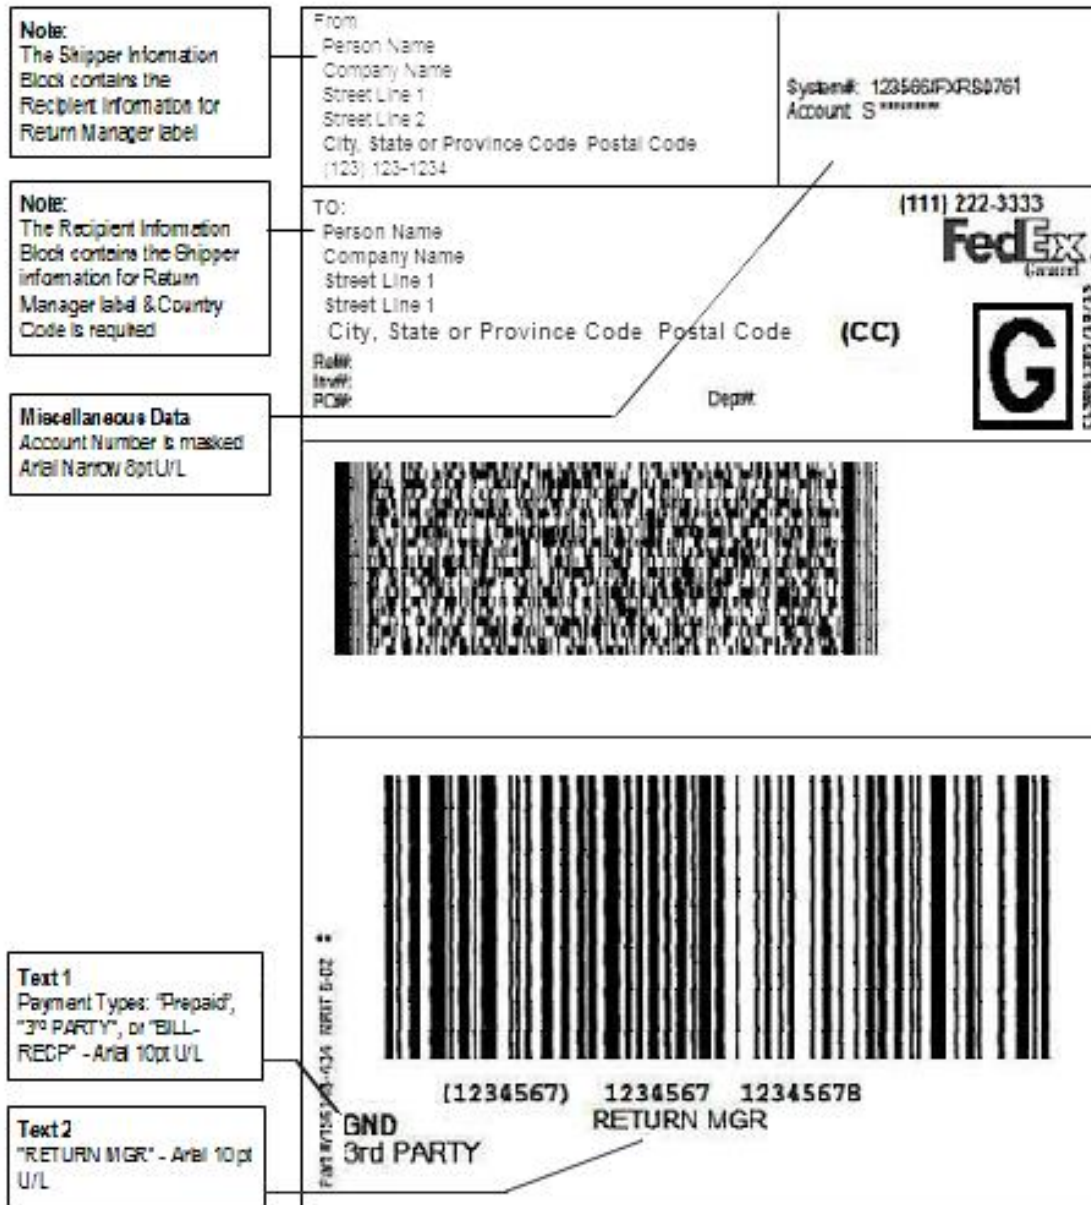 Note:
The Shipper Information
Block contains the
Recipient Information for
Return Manager label
From
Person Name
Company Name
Street Line 1
Street Line 2
City, State or Province Code Postal Code
(123) 123-1234
System#: 123566/FXRS0761
Account: S*********
Note:
The Recipient Information
Block contains the Shipper
information for Return
Manager label & Country
Code is required
TO:
Person Name
Company Name
Street Line 1
Street Line 1
City, State or Province Code Postal Code (CC)
Ref#:
Inv#:
PO#:
Dept#:
(111) 222-3333
FedEx
Ground
G
Miscellaneous Data
Account Number is masked
Arial Narrow 8pt U/L
Text 1
Payment Types: "Prepaid",
"3rd PARTY", or "BILL-
RECP" - Arial 10pt U/L
Text 2
"RETURN MGR" - Arial 10 pt
U/L
(1234567) 1234567 12345678
RETURN MGR
GND
3rd PARTY